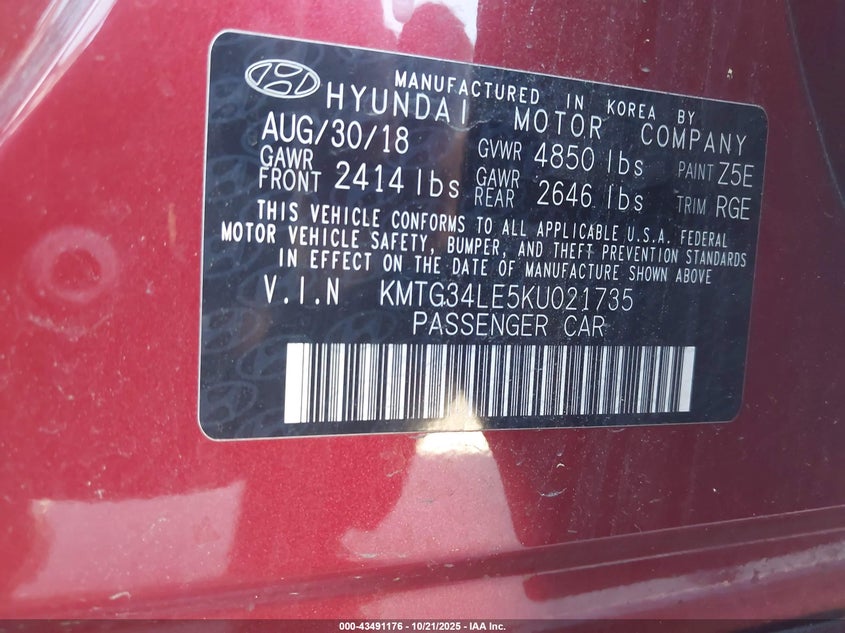 MANUFACTURED IN KOREA BY
HYUNDAI MOTOR COMPANY
AUG/30/18 GVWR 4850 lbs PAINT Z5E
GAWR FRONT 2414 lbs GAWR REAR 2646 lbs TRIM RGE
THIS VEHICLE CONFORMS TO ALL APPLICABLE U.S.A. FEDERAL
MOTOR VEHICLE SAFETY, BUMPER, AND THEFT PREVENTION STANDARDS
IN EFFECT ON THE DATE OF MANUFACTURE SHOWN ABOVE
V.I.N KMTG34LE5KU021735
PASSENGER CAR
000-43491176 | 10/21/2025 | IAA Inc.